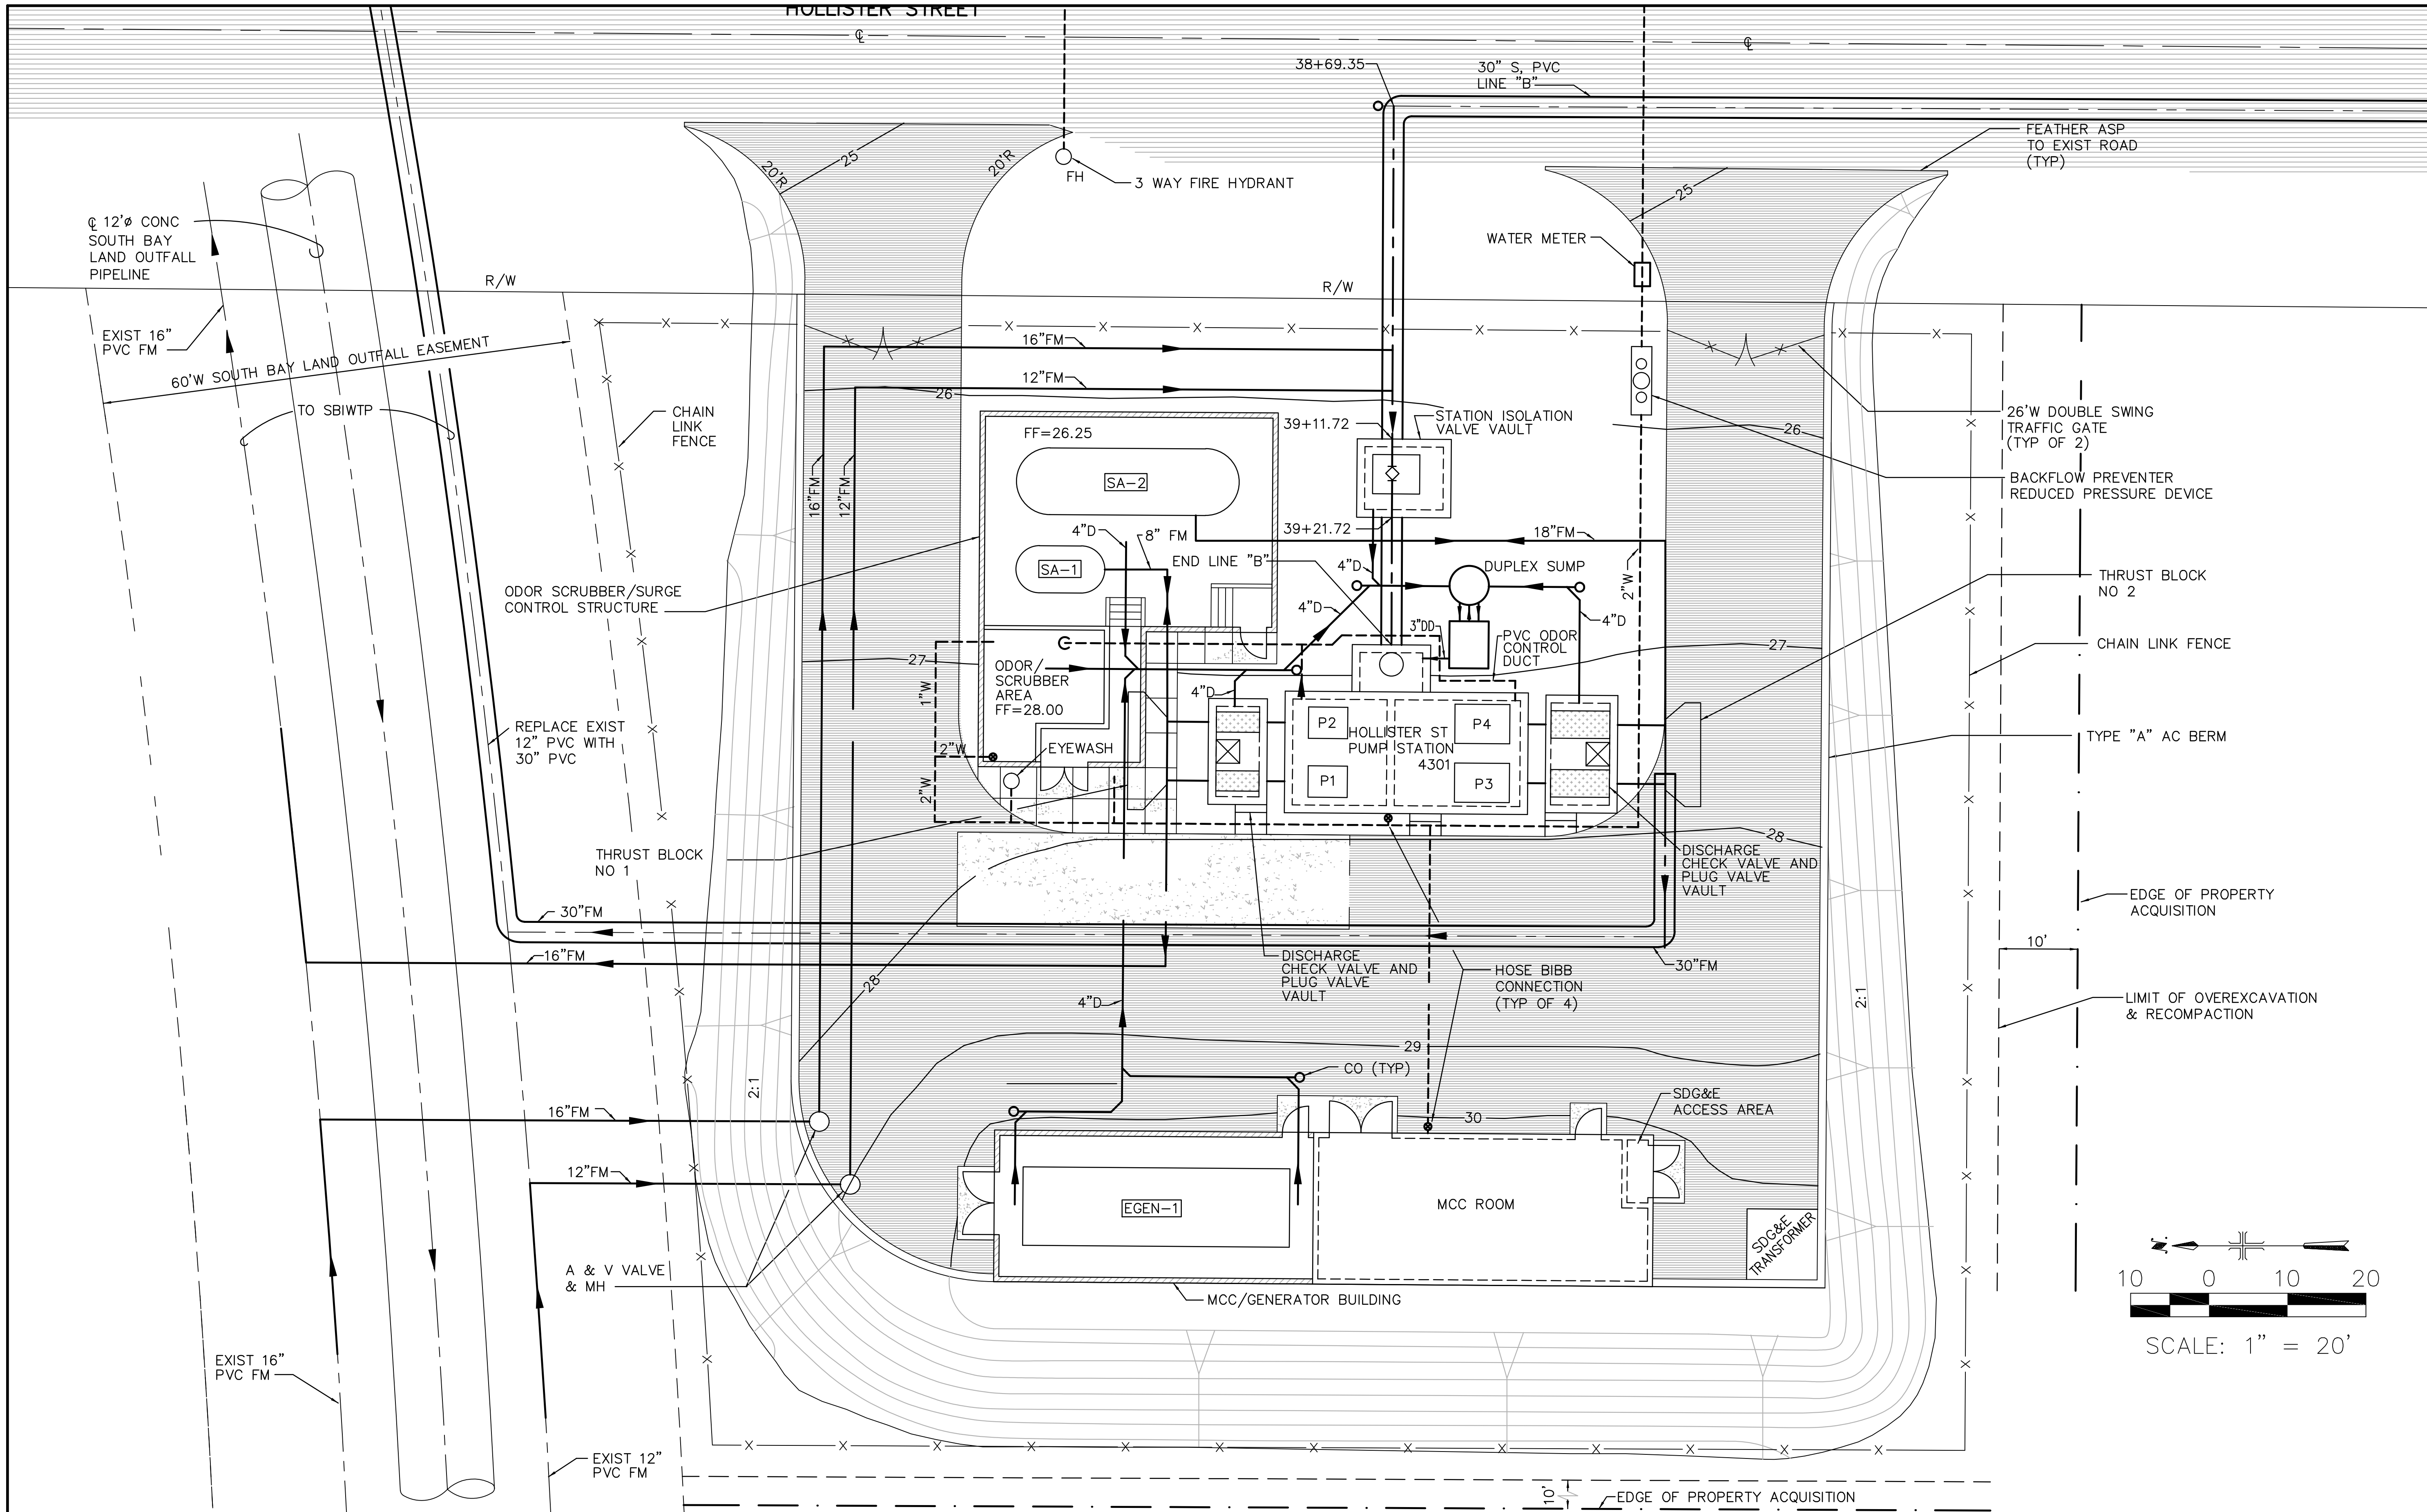 HOLLISTER STREET
℄
℄
38+69.35
30" S, PVC
LINE "B"
FEATHER ASP
TO EXIST ROAD
(TYP)
25
20'R
20'R
FH
3 WAY FIRE HYDRANT
25
℄ 12'ø CONC
SOUTH BAY
LAND OUTFALL
PIPELINE
WATER METER
R/W
R/W
EXIST 16"
PVC FM
60'W SOUTH BAY LAND OUTFALL EASEMENT
TO SBIWTP
CHAIN
LINK
FENCE
16"FM
12"FM
26
16"FM
12"FM
FF=26.25
SA-2
39+11.72
STATION ISOLATION
VALVE VAULT
26
26'W DOUBLE SWING
TRAFFIC GATE
(TYP OF 2)
BACKFLOW PREVENTER
REDUCED PRESSURE DEVICE
4"D
8" FM
39+21.72
18"FM
SA-1
END LINE "B"
4"D
DUPLEX SUMP
2"W
THRUST BLOCK
NO 2
ODOR SCRUBBER/SURGE
CONTROL STRUCTURE
4"D
3"DD
4"D
PVC ODOR
CONTROL
DUCT
27
CHAIN LINK FENCE
27
ODOR/
SCRUBBER
AREA
FF=28.00
1"W
4"D
REPLACE EXIST
12" PVC WITH
30" PVC
P2
P4
HOLLISTER ST
PUMP STATION
4301
P1
P3
TYPE "A" AC BERM
2"W
EYEWASH
2"W
28
THRUST BLOCK
NO 1
DISCHARGE
CHECK VALVE AND
PLUG VALVE
VAULT
EDGE OF PROPERTY
ACQUISITION
30"FM
16"FM
DISCHARGE
CHECK VALVE AND
PLUG VALVE
VAULT
HOSE BIBB
CONNECTION
(TYP OF 4)
30"FM
10'
28
4"D
2:1
LIMIT OF OVEREXCAVATION
& RECOMPACTION
29
CO (TYP)
2:1
16"FM
30
SDG&E
ACCESS AREA
12"FM
EGEN-1
MCC ROOM
SDG&E
TRANSFORMER
A & V VALVE
& MH
MCC/GENERATOR BUILDING
10 0 10 20
SCALE: 1" = 20'
EXIST 16"
PVC FM
EXIST 12"
PVC FM
10'
EDGE OF PROPERTY ACQUISITION